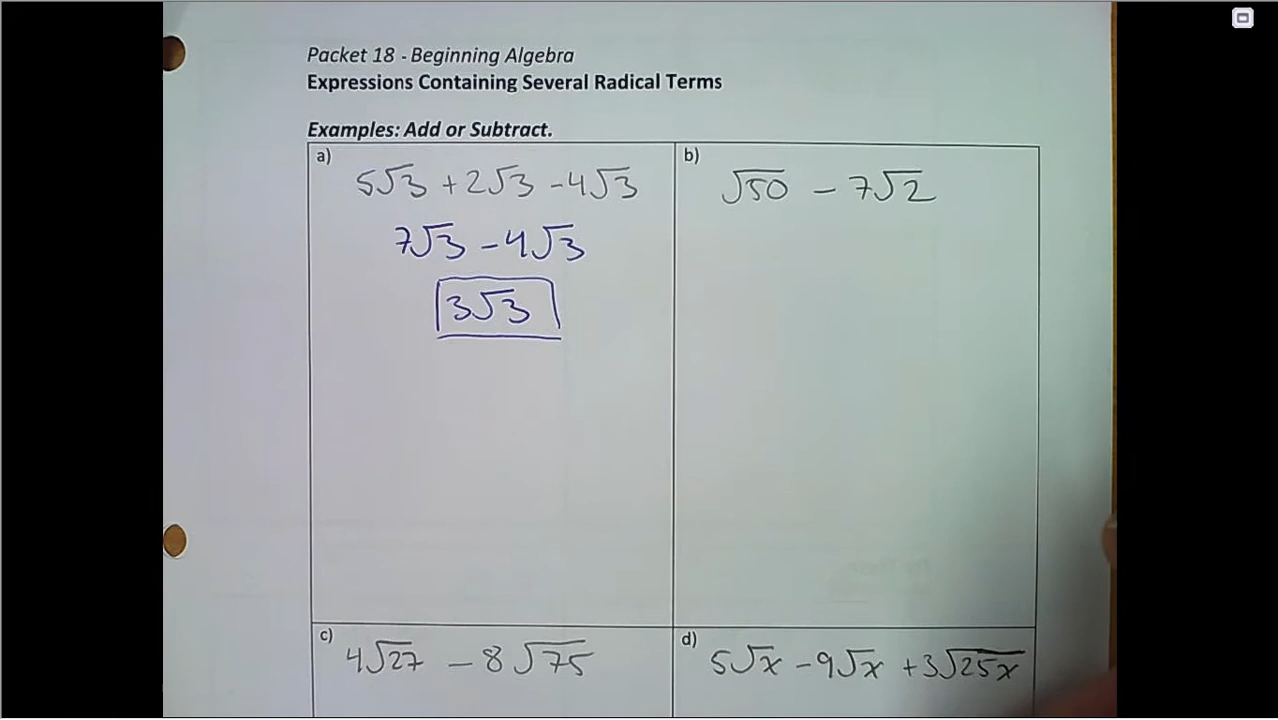 Packet 18 - Beginning Algebra
Expressions Containing Several Radical Terms
Examples: Add or Subtract.
a)
5√3 + 2√3 - 4√3
7√3 - 4√3
3√3
b)
√50 - 7√2
c)
4√27 - 8√75
d)
5√x - 9√x + 3√25x